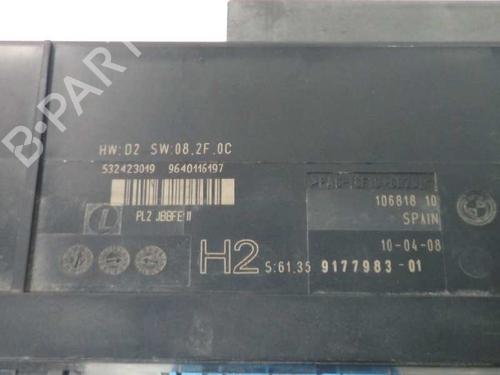 B-PARTS
HW:02 SW:08.2F.0C
532423019 9640116197
PL2 JBBFE II
106818 10
SPAIN
10-04-08
H2 S:61.35 9177983-01